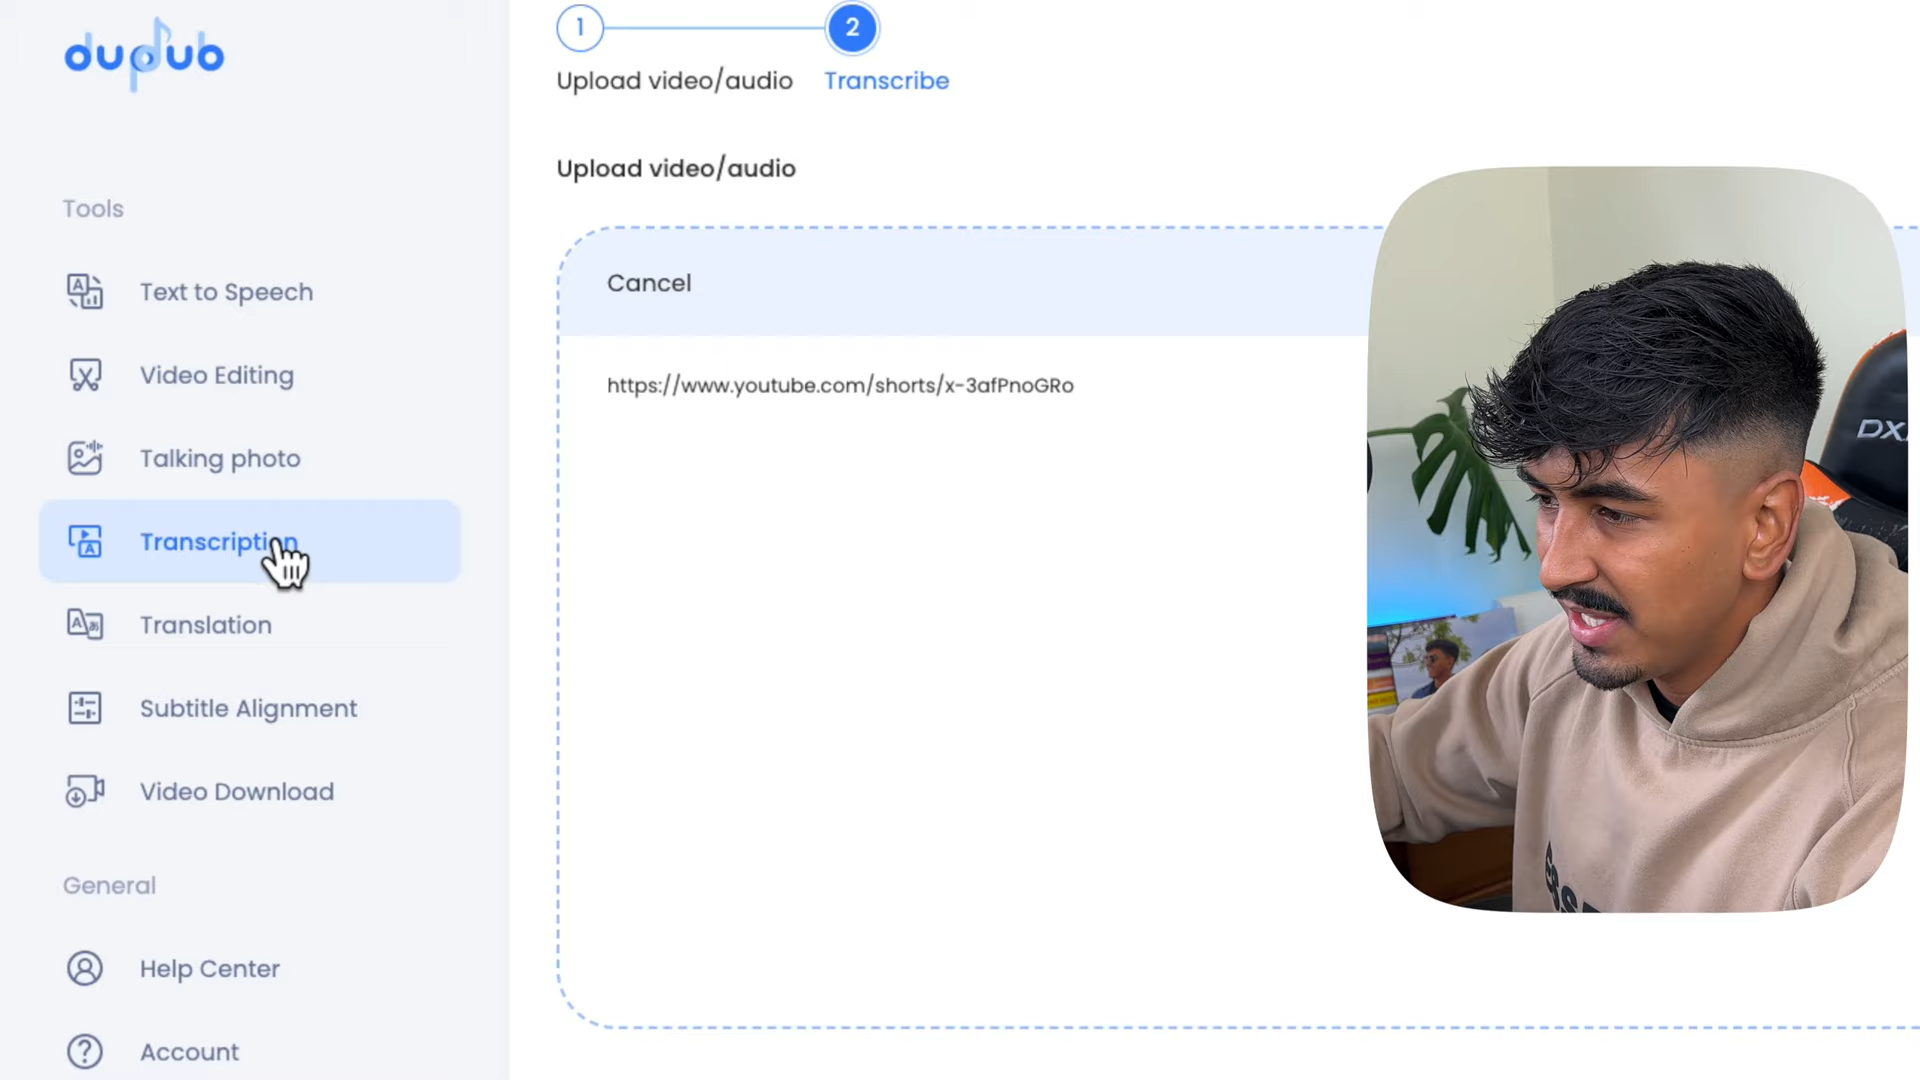 dupdub
1
2
Upload video/audio
Transcribe
Upload video/audio
Tools
Text to Speech
Video Editing
Talking photo
Transcription
Translation
Subtitle Alignment
Video Download
General
Help Center
Account
Cancel
https://www.youtube.com/shorts/x-3afPnoGRo